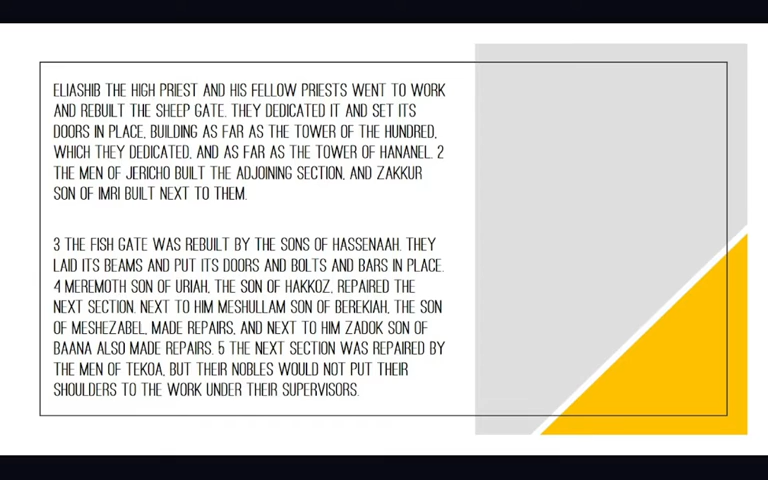 ELIASHIB THE HIGH PRIEST AND HIS FELLOW PRIESTS WENT TO WORK
AND REBUILT THE SHEEP GATE. THEY DEDICATED IT AND SET ITS
DOORS IN PLACE, BUILDING AS FAR AS THE TOWER OF THE HUNDRED,
WHICH THEY DEDICATED, AND AS FAR AS THE TOWER OF HANANEL. 2
THE MEN OF JERICHO BUILT THE ADJOINING SECTION, AND ZAKKUR
SON OF IMRI BUILT NEXT TO THEM.
3 THE FISH GATE WAS REBUILT BY THE SONS OF HASSENAAH. THEY
LAID ITS BEAMS AND PUT ITS DOORS AND BOLTS AND BARS IN PLACE.
4 MEREMOTH SON OF URIAH, THE SON OF HAKKOZ, REPAIRED THE
NEXT SECTION. NEXT TO HIM MESHULLAM SON OF BEREKIAH, THE SON
OF MESHEZABEL, MADE REPAIRS, AND NEXT TO HIM ZADOK SON OF
BAANA ALSO MADE REPAIRS. 5 THE NEXT SECTION WAS REPAIRED BY
THE MEN OF TEKOA, BUT THEIR NOBLES WOULD NOT PUT THEIR
SHOULDERS TO THE WORK UNDER THEIR SUPERVISORS.